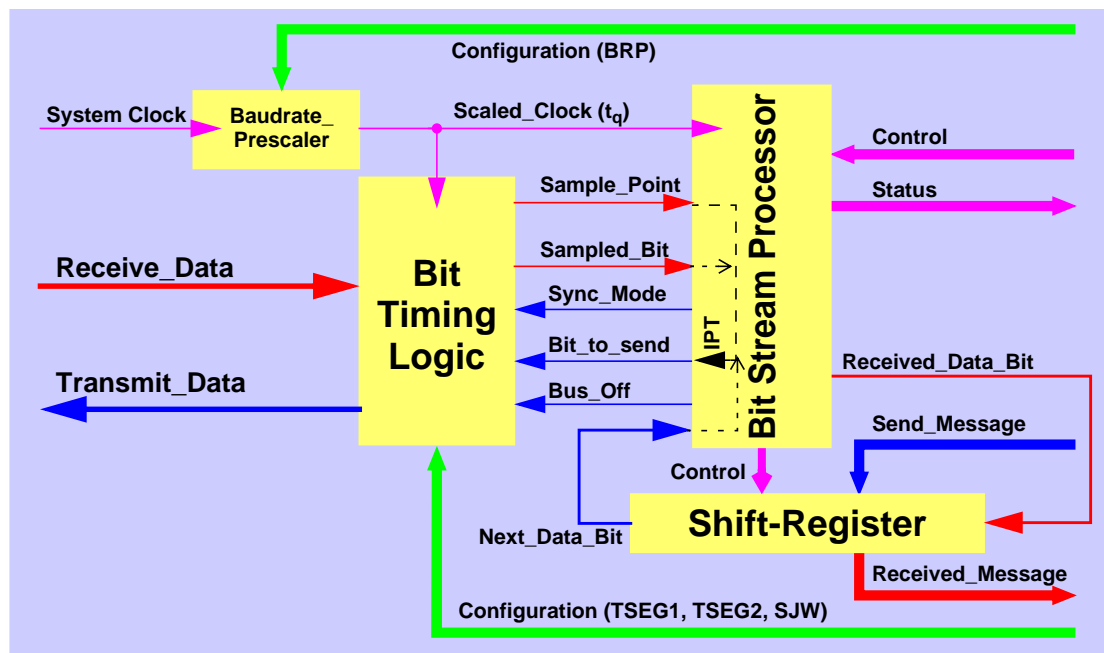 Configuration (BRP)
System Clock
Baudrate_
Prescaler
Scaled_Clock (tq)
Control
Sample_Point
Status
Bit Stream Processor
Receive_Data
Bit
Timing
Logic
Sampled_Bit
Sync_Mode
IPT
Bit_to_send
Received_Data_Bit
Transmit_Data
Bus_Off
Send_Message
Control
Shift-Register
Next_Data_Bit
Received_Message
Configuration (TSEG1, TSEG2, SJW)